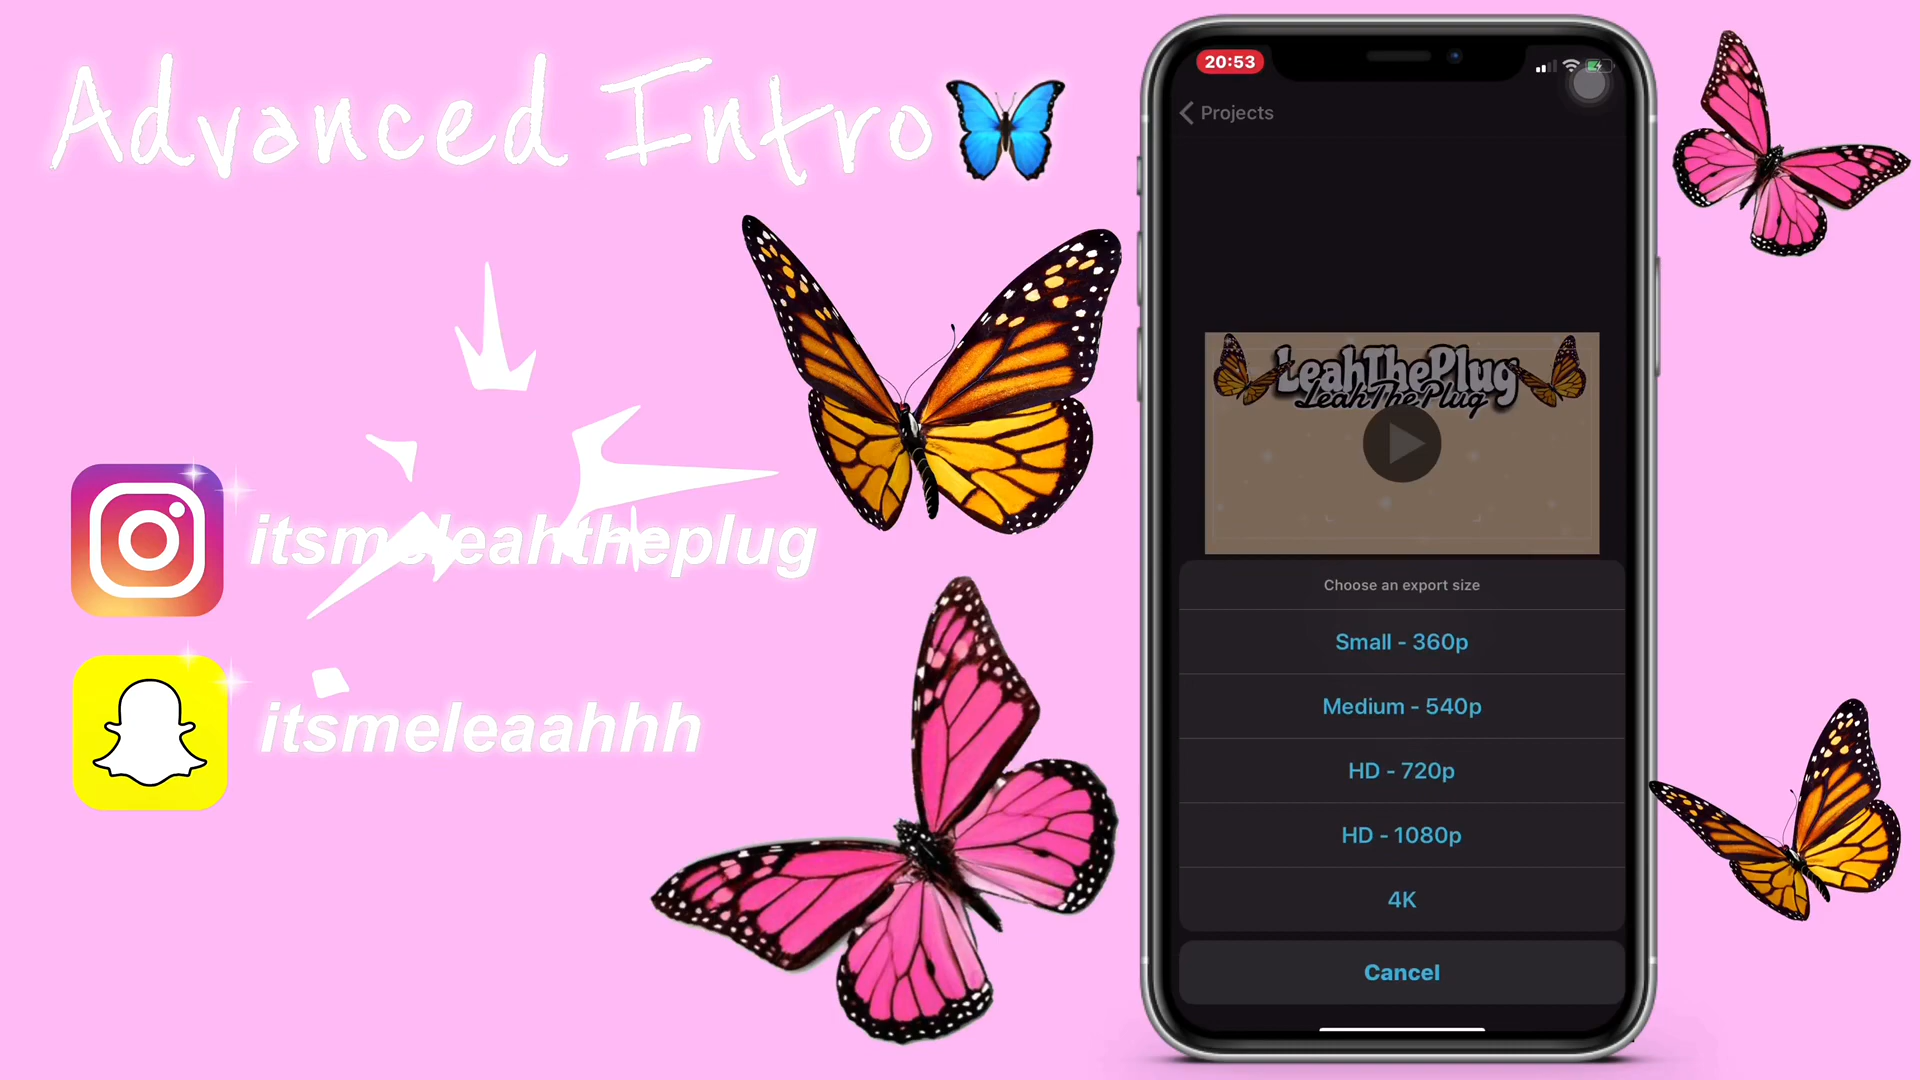 Advanced Intro
itsmeleahtheplug
itsmeleaahhh
20:53
Projects
LeahThePlug
LeahThePlug
Choose an export size
Small - 360p
Medium - 540p
HD - 720p
HD - 1080p
4K
Cancel